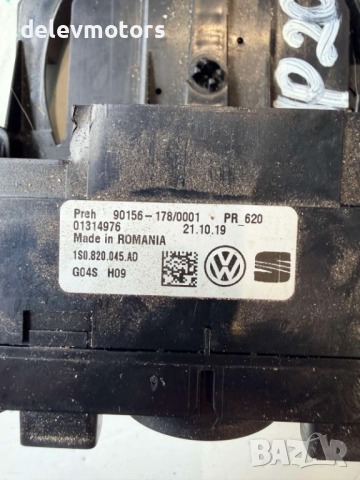 delevmotors
P20
Preh 90156-178/0001 PR_620
01314976 21.10.19
Made in ROMANIA
1S0.820.045.AD
G04S H09
bazar